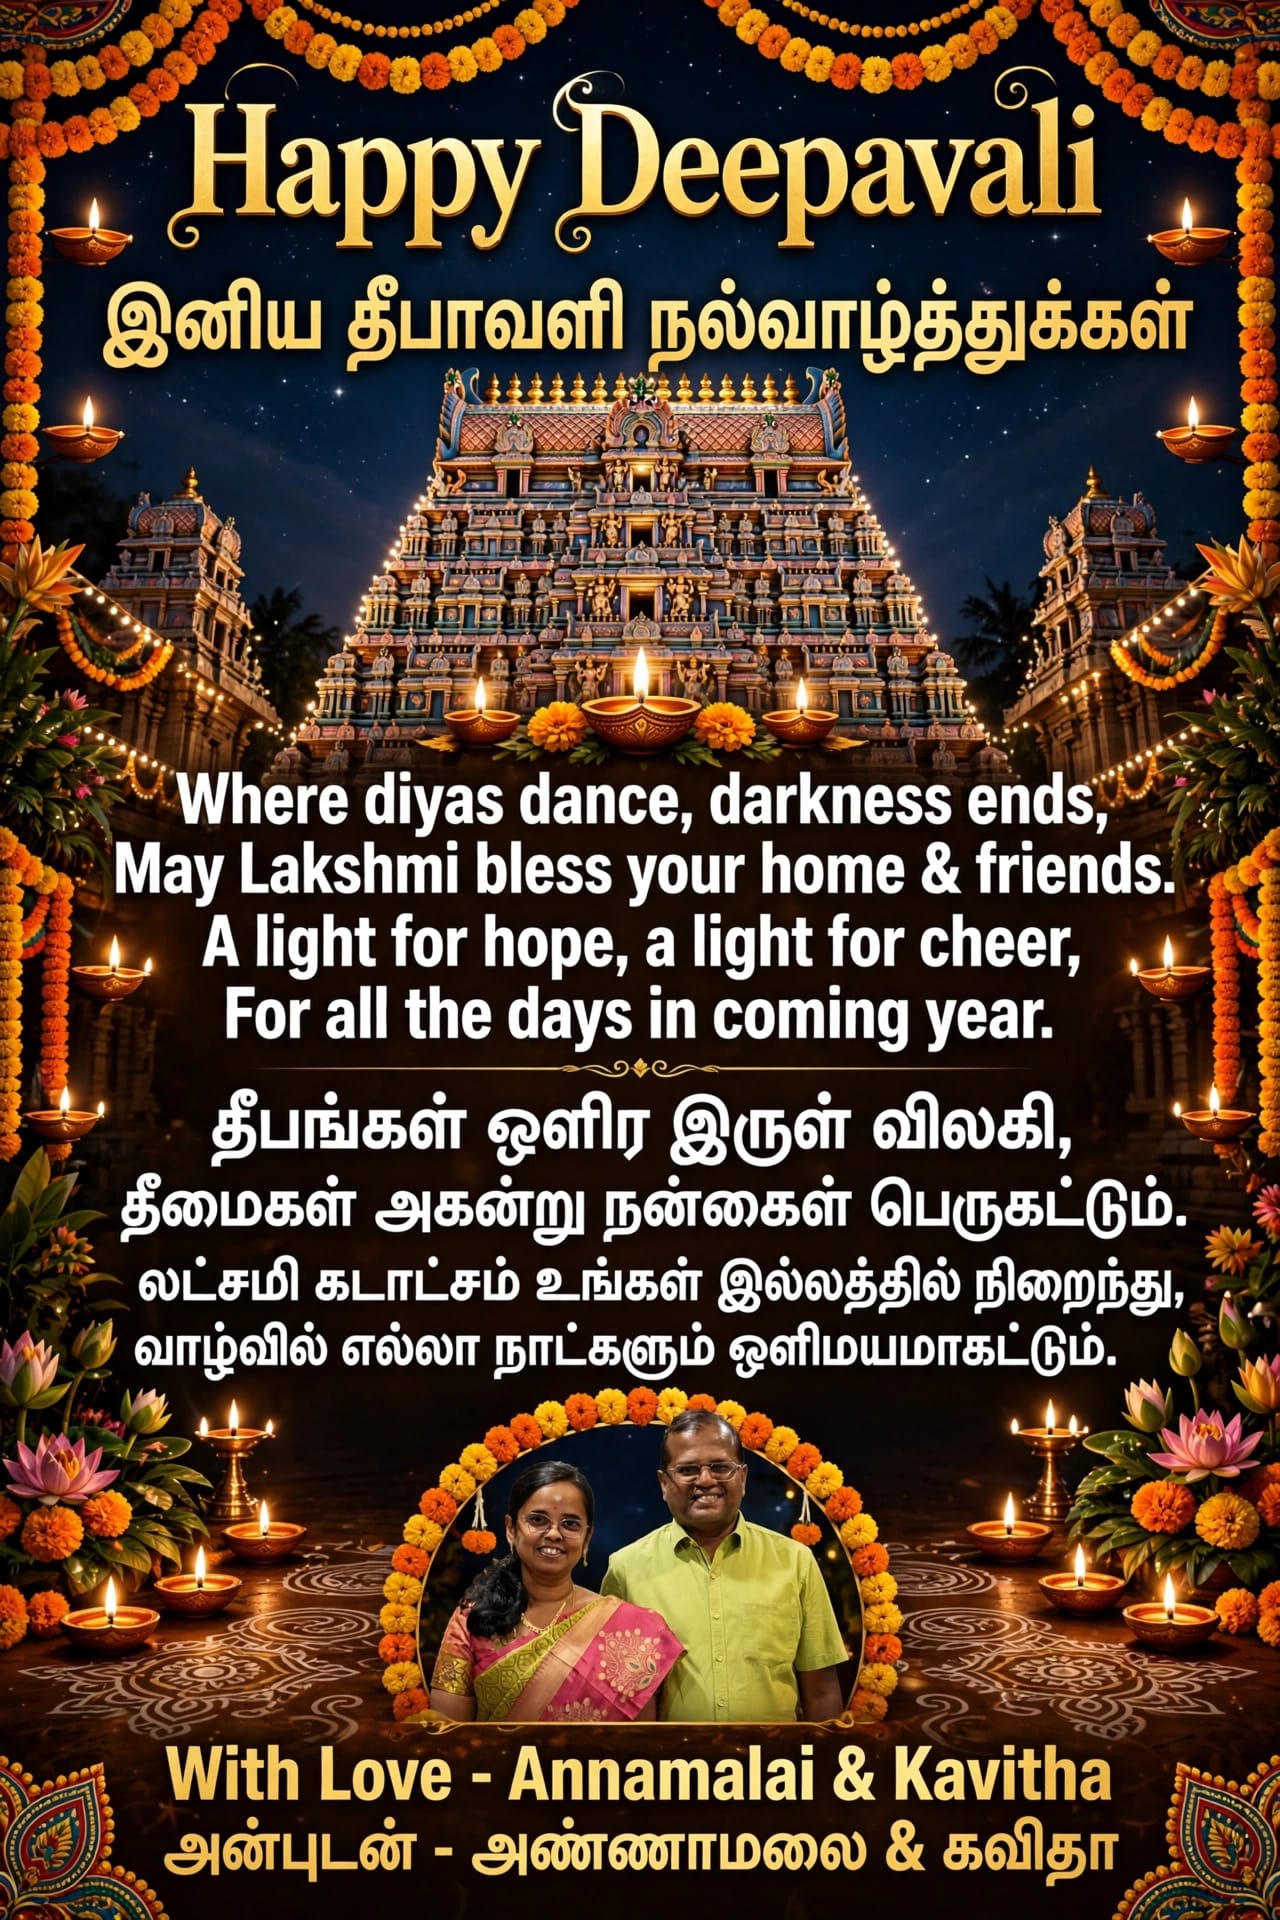 Happy Deepavali
இனிய தீபாவளி நல்வாழ்த்துக்கள்
Where diyas dance, darkness ends,
May Lakshmi bless your home & friends.
A light for hope, a light for cheer,
For all the days in coming year.
தீபங்கள் ஒளிர இருள் விலகி,
தீமைகள் அகன்று நன்கைள் பெருகட்டும்.
லட்சமி கடாட்சம் உங்கள் இல்லத்தில் நிறைந்து,
வாழ்வில் எல்லா நாட்களும் ஒளிமயமாகட்டும்.
With Love - Annamalai & Kavitha
அன்புடன் - அண்ணாமலை & கவிதா